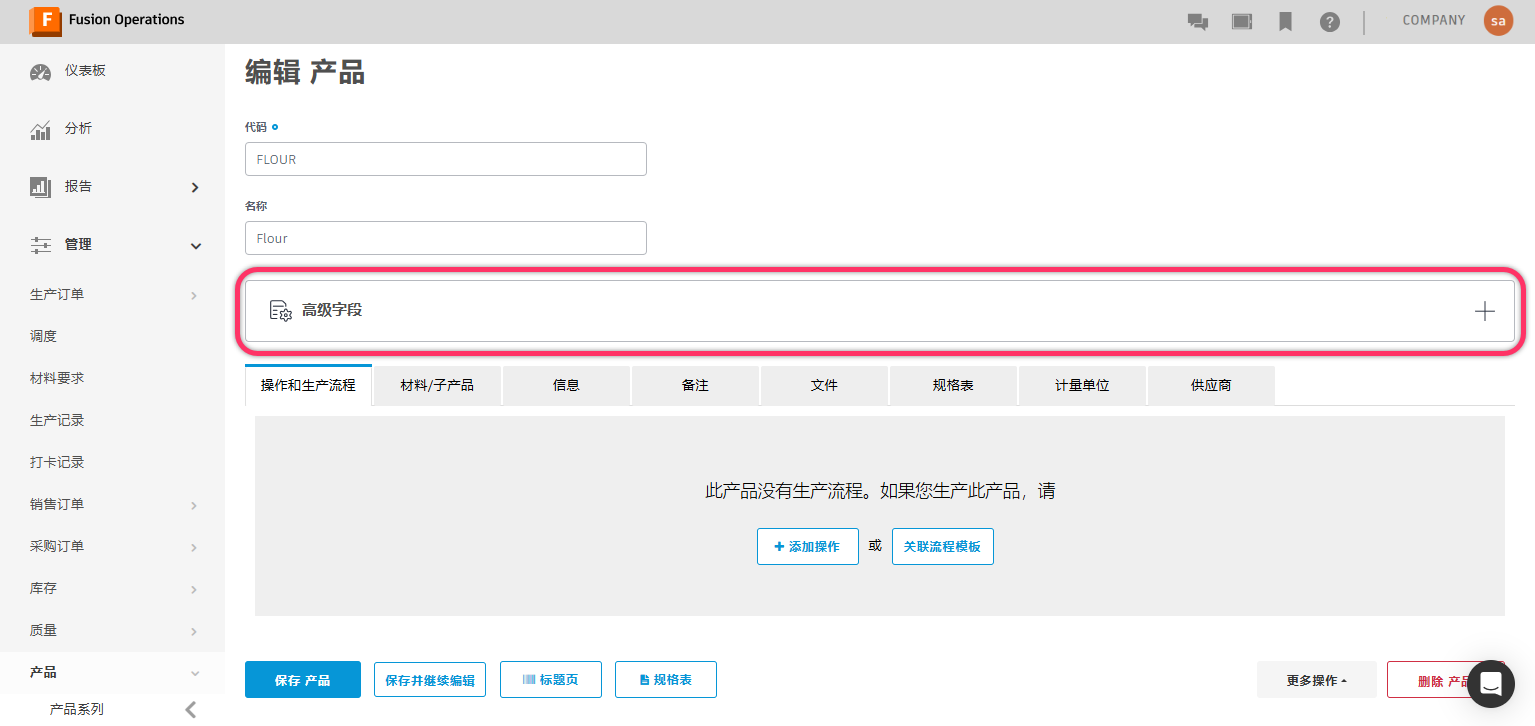 F Fusion Operations
? COMPANY sa
仪表板
分析
报告
管理
生产订单
调度
材料要求
生产记录
打卡记录
销售订单
采购订单
库存
质量
产品
产品系列
编辑 产品
代码
FLOUR
名称
Flour
高级字段
操作和生产流程 材料/子产品 信息 备注 文件 规格表 计量单位 供应商
此产品没有生产流程。如果您生产此产品，请
添加操作 或 关联流程模板
保存 产品 保存并继续编辑 标题页 规格表 更多操作 删除 产品